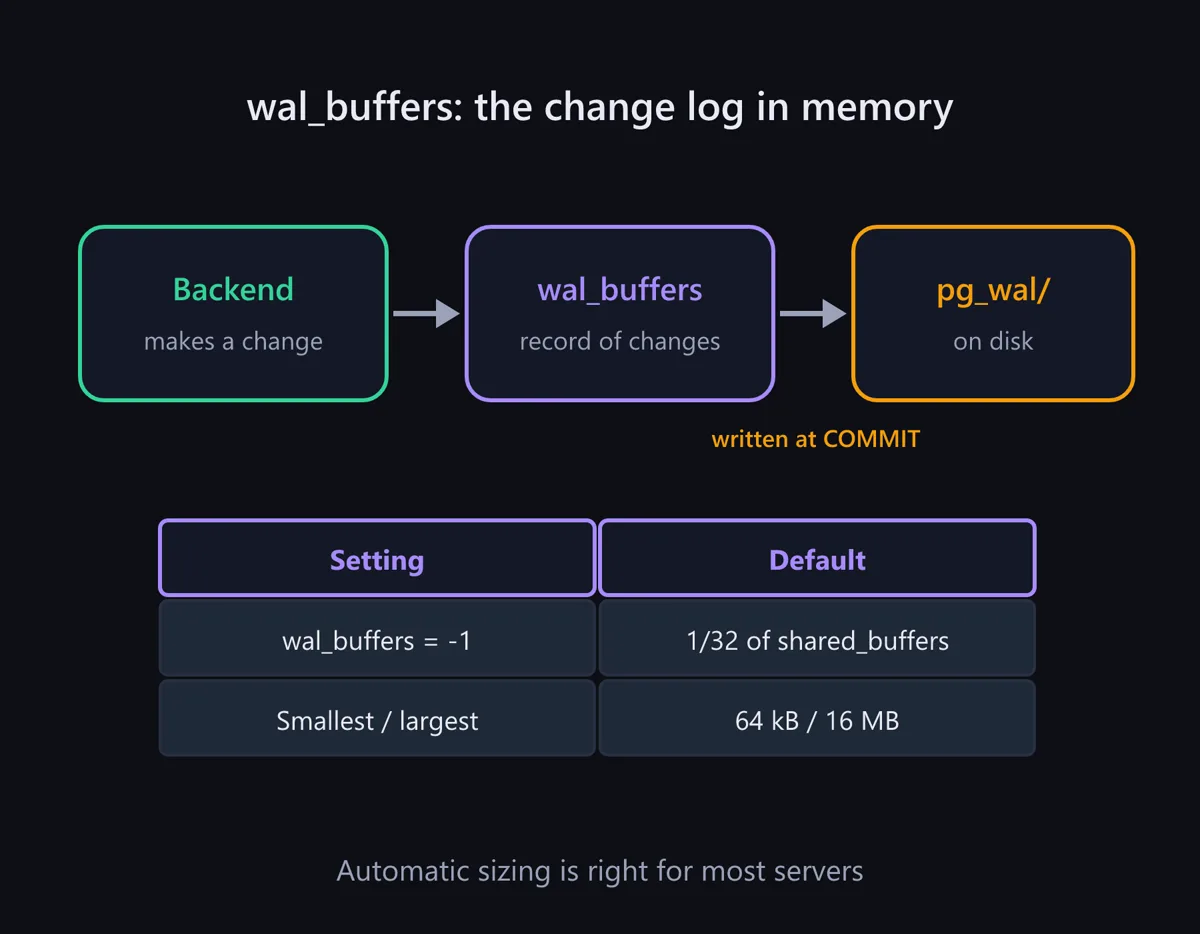 wal_buffers: the change log in memory
Backend
makes a change
wal_buffers
record of changes
pg_wal/
on disk
written at COMMIT
Setting
Default
wal_buffers = -1
1/32 of shared_buffers
Smallest / largest
64 kB / 16 MB
Automatic sizing is right for most servers